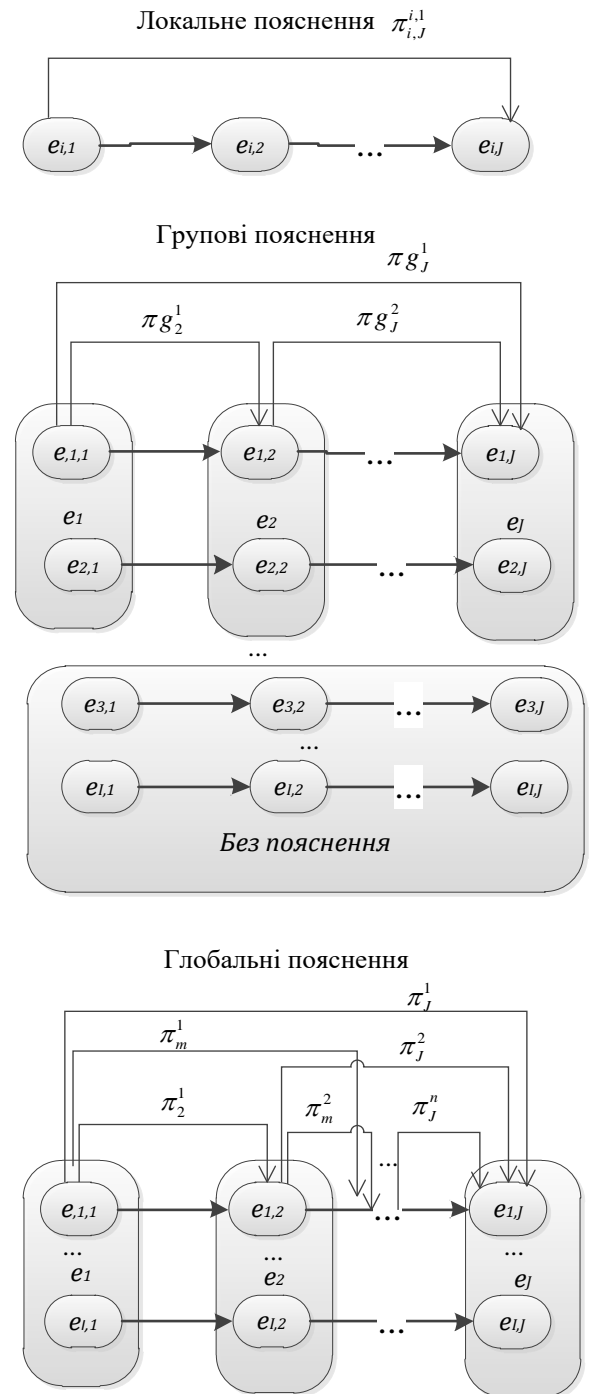 Локальне пояснення π^{i,1}_{i,J}
e_{i,1} e_{i,2} ... e_{i,J}
Групові пояснення
πg^1_J
πg^1_2 πg^2_J
e_{,1,1} e_{1,2} ... e_{1,J}
e_1 e_2 e_J
e_{2,1} e_{2,2} ... e_{2,J}
...
e_{3,1} e_{3,2} ... e_{3,J}
...
e_{I,1} e_{I,2} ... e_{I,J}
Без пояснення
Глобальні пояснення
π^1_J
π^1_m π^2_J
π^1_2 π^2_m π^n_J
...
e_{,1,1} e_{1,2} ... e_{1,J}
... ... ...
e_1 e_2 e_J
e_{I,1} e_{I,2} ... e_{I,J}